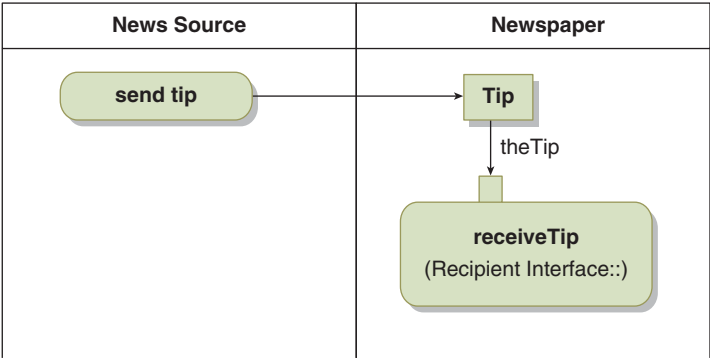 News Source
Newspaper
send tip
Tip
theTip
receiveTip
(Recipient Interface::)